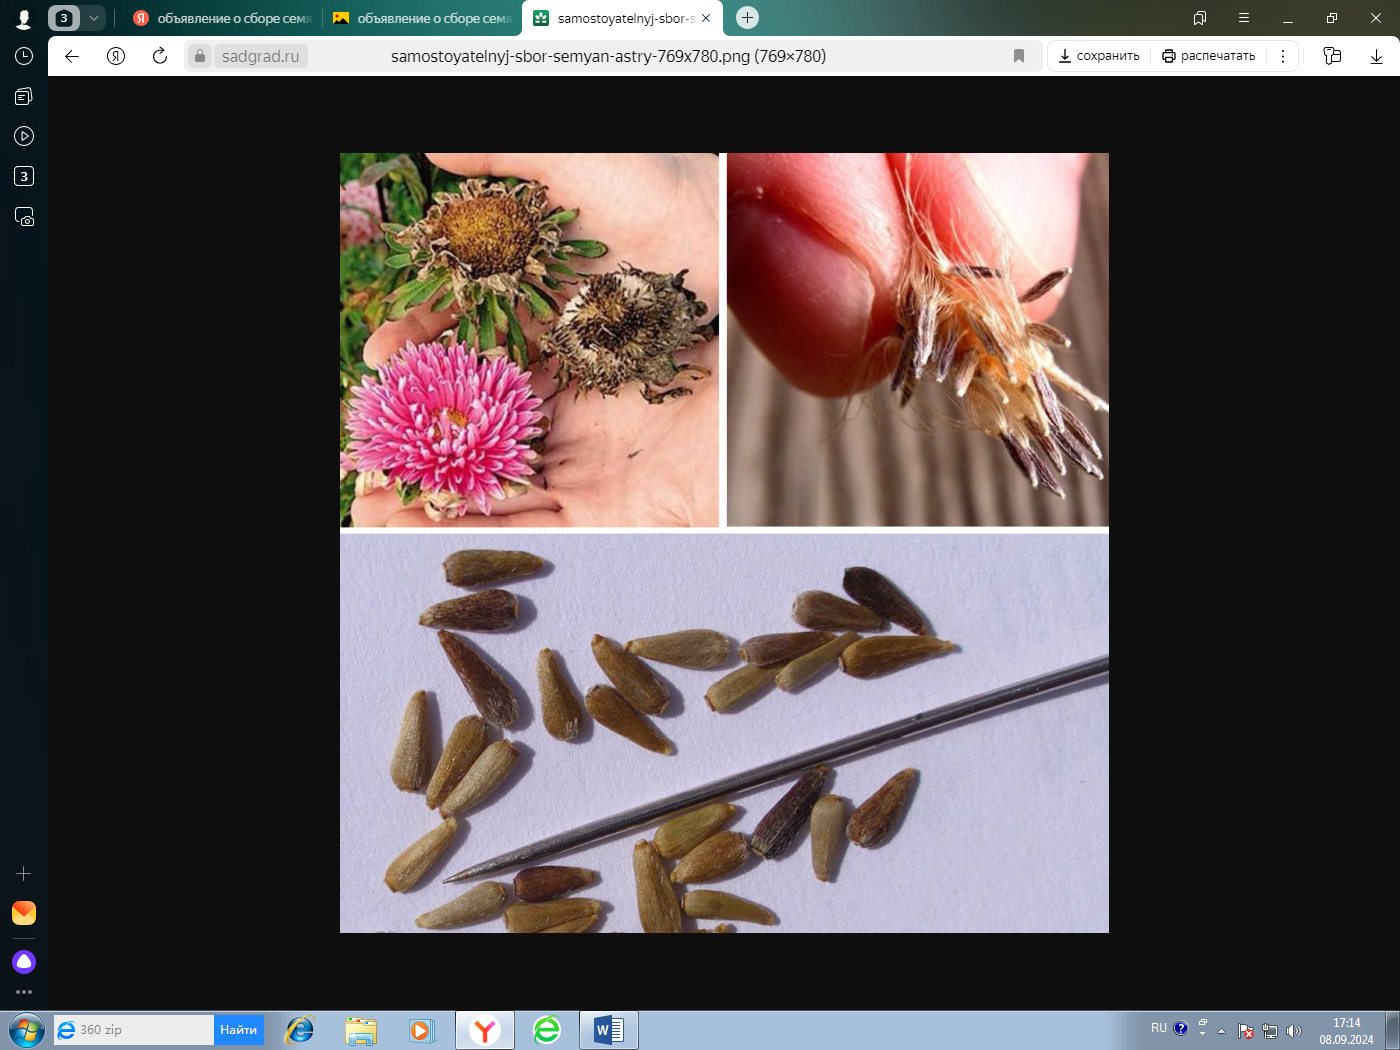 3
объявление о сборе семя
объявление о сборе семя
samostoyatelnyj-sbor-s
Я
sadgrad.ru
samostoyatelnyj-sbor-semyan-astry-769x780.png (769×780)
сохранить
распечатать
3
360 zip
Найти
RU
17:14
08.09.2024